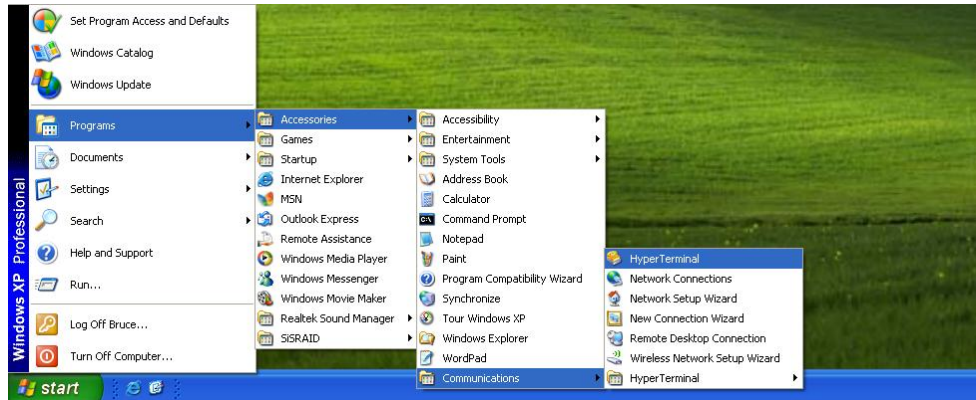 Set Program Access and Defaults
Windows Catalog
Windows Update
Programs
Documents
Settings
Search
Help and Support
Run...
Log Off Bruce...
Turn Off Computer...
Windows XP Professional
start
Accessories
Games
Startup
Internet Explorer
MSN
Outlook Express
Remote Assistance
Windows Media Player
Windows Messenger
Windows Movie Maker
Realtek Sound Manager
SiSRAID
Accessibility
Entertainment
System Tools
Address Book
Calculator
Command Prompt
Notepad
Paint
Program Compatibility Wizard
Synchronize
Tour Windows XP
Windows Explorer
WordPad
Communications
HyperTerminal
Network Connections
Network Setup Wizard
New Connection Wizard
Remote Desktop Connection
Wireless Network Setup Wizard
HyperTerminal